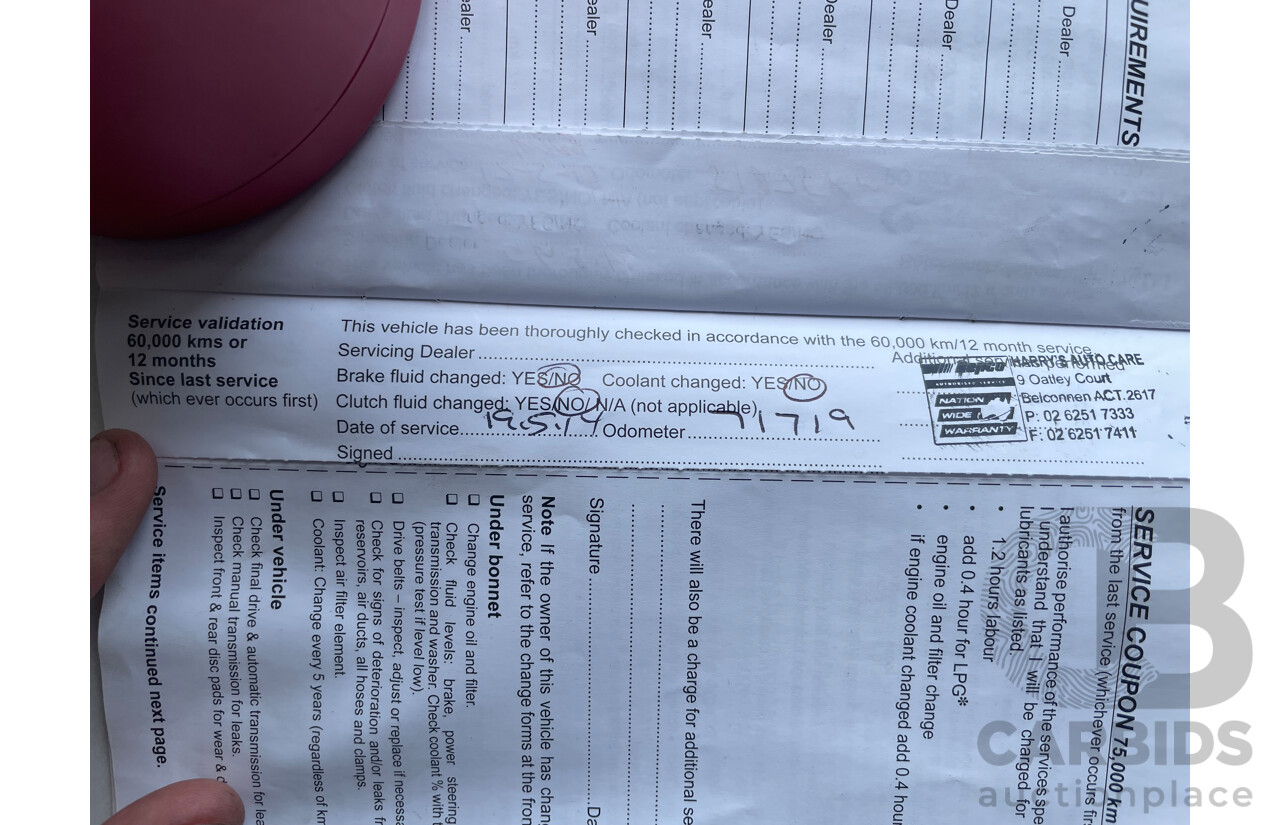 Dealer
Dealer
Dealer
UIREMENTS
Service validation
60,000 kms or
12 months
Since last service
(which ever occurs first)
This vehicle has been thoroughly checked in accordance with the 60,000 km/12 month service
Servicing Dealer
Brake fluid changed: YES/NO Coolant changed: YES/NO
Clutch fluid changed: YES/NO/ N/A (not applicable)
Date of service 19.5.14 Odometer 71719
Signed
HARRY'S AUTO CARE
9 Oatley Court
Belconnen ACT. 2617
P: 02 6251 7333
F: 02 6251 7411
NATION
WIDE
WARRANTY
SERVICE COUPON 75,000 km
from the last service (whichever occurs fir
I authorise performance of the services spe
I understand that I will be charged for
lubricants as listed.
• 1.2 hours labour
• add 0.4 hour for LPG*
• engine oil and filter change
• if engine coolant changed add 0.4 hour
There will also be a charge for additional se
Signature
Note If the owner of this vehicle has chan
service, refer to the change forms at the fron
Under bonnet
Change engine oil and filter.
Check fluid levels: brake, power steering
transmission and washer. Check coolant % with
(pressure test if level low).
Drive belts – inspect, adjust or replace if necessa
Check for signs of deterioration and/or leaks fr
reservoirs, air ducts, all hoses and clamps.
Inspect air filter element.
Coolant: Change every 5 years (regardless of km
Under vehicle
Check final drive & automatic transmission for lea
Check manual transmission for leaks.
Inspect front & rear disc pads for wear & d
Service items continued next page.
CARBIDS
auctionplace